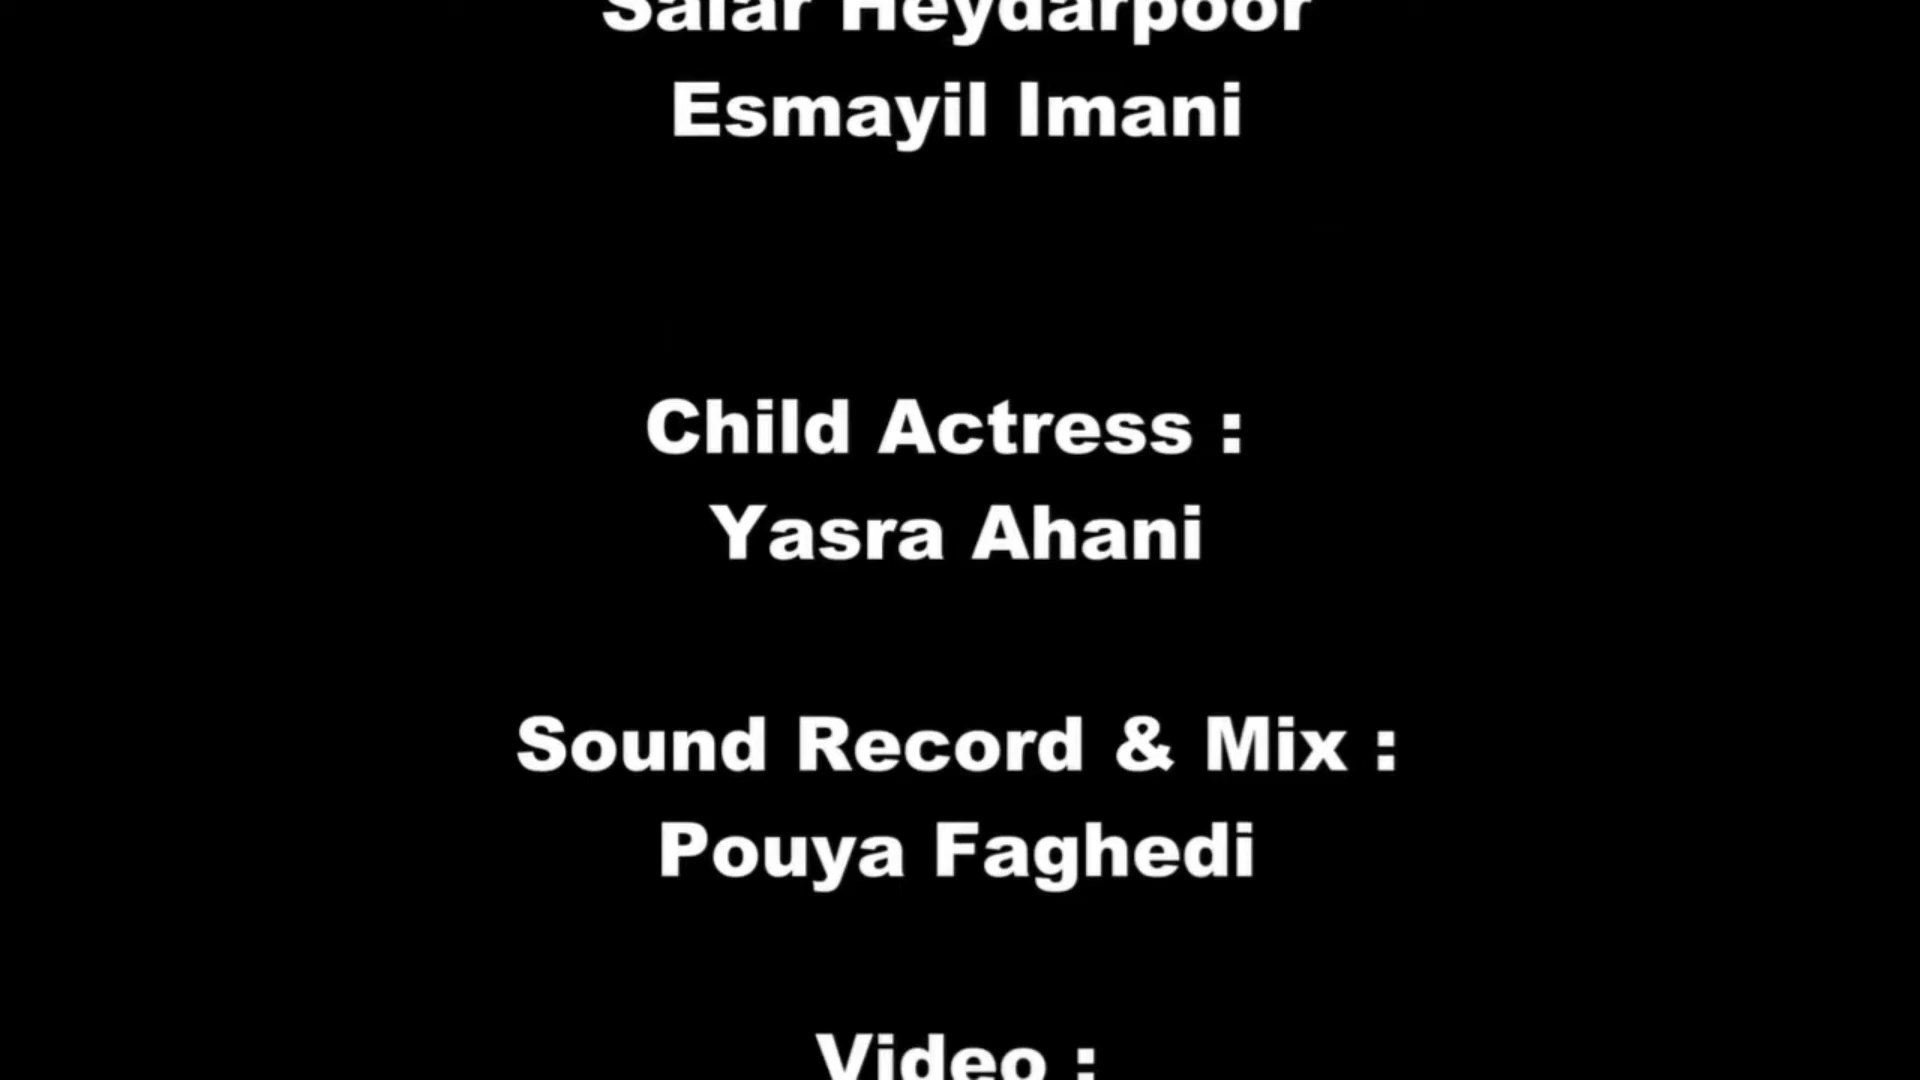 Salar Heydarpoor
Esmayil Imani
Child Actress :
Yasra Ahani
Sound Record & Mix :
Pouya Faghedi
Video :